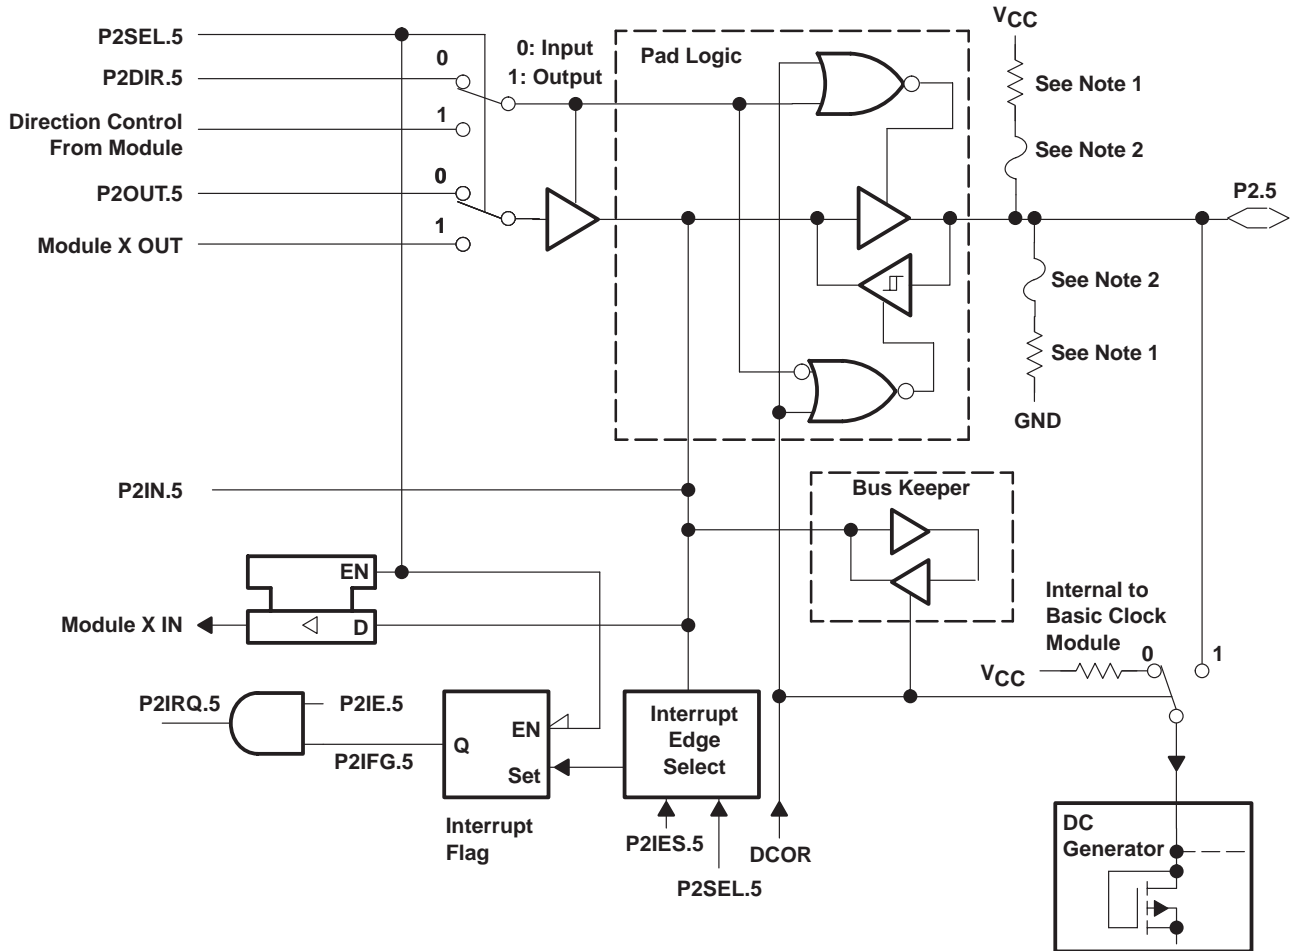 VCC
P2SEL.5
0
0: Input
1: Output
Pad Logic
P2DIR.5
See Note 1
1
Direction Control
From Module
See Note 2
0
P2OUT.5
P2.5
1
Module X OUT
See Note 2
See Note 1
GND
P2IN.5
Bus Keeper
EN
Internal to
Basic Clock
Module
Module X IN
D
0
1
VCC
P2IRQ.5
P2IE.5
Interrupt
Edge
Select
EN
Q
P2IFG.5
Set
Interrupt
Flag
P2IES.5
DCOR
P2SEL.5
DC
Generator